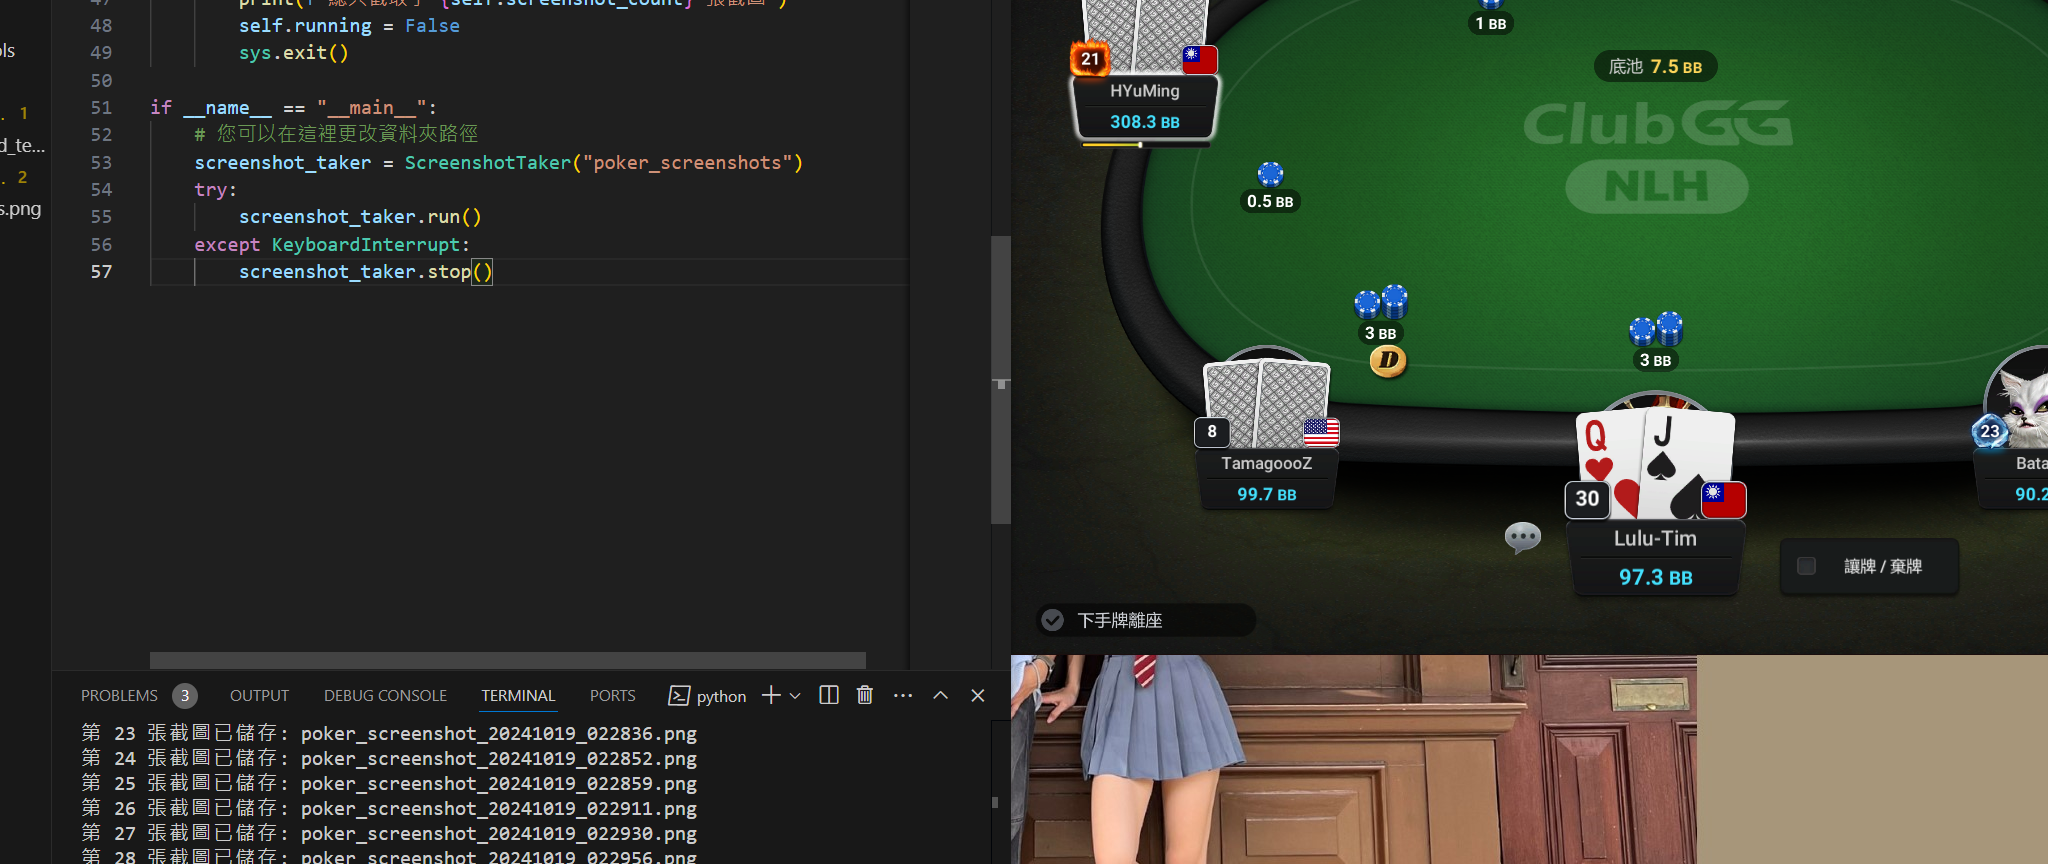 ols
. 1
d_te...
. 2
s.png
48 self.running = False
49 sys.exit()
50
51 if __name__ == "__main__":
52 # 您可以在這裡更改資料夾路徑
53 screenshot_taker = ScreenshotTaker("poker_screenshots")
54 try:
55 screenshot_taker.run()
56 except KeyboardInterrupt:
57 screenshot_taker.stop()
PROBLEMS 3 OUTPUT DEBUG CONSOLE TERMINAL PORTS python
第 23 張截圖已儲存: poker_screenshot_20241019_022836.png
第 24 張截圖已儲存: poker_screenshot_20241019_022852.png
第 25 張截圖已儲存: poker_screenshot_20241019_022859.png
第 26 張截圖已儲存: poker_screenshot_20241019_022911.png
第 27 張截圖已儲存: poker_screenshot_20241019_022930.png
第 28 張截圖已儲存: poker_screenshot_20241019_022956.png
1 BB
底池 7.5 BB
ClubGG
NLH
21
HYuMing
308.3 BB
0.5 BB
3 BB
D
3 BB
8
TamagoooZ
99.7 BB
Q J
30
Lulu-Tim
97.3 BB
23
Bata
90.2
讓牌 / 棄牌
下手牌離座